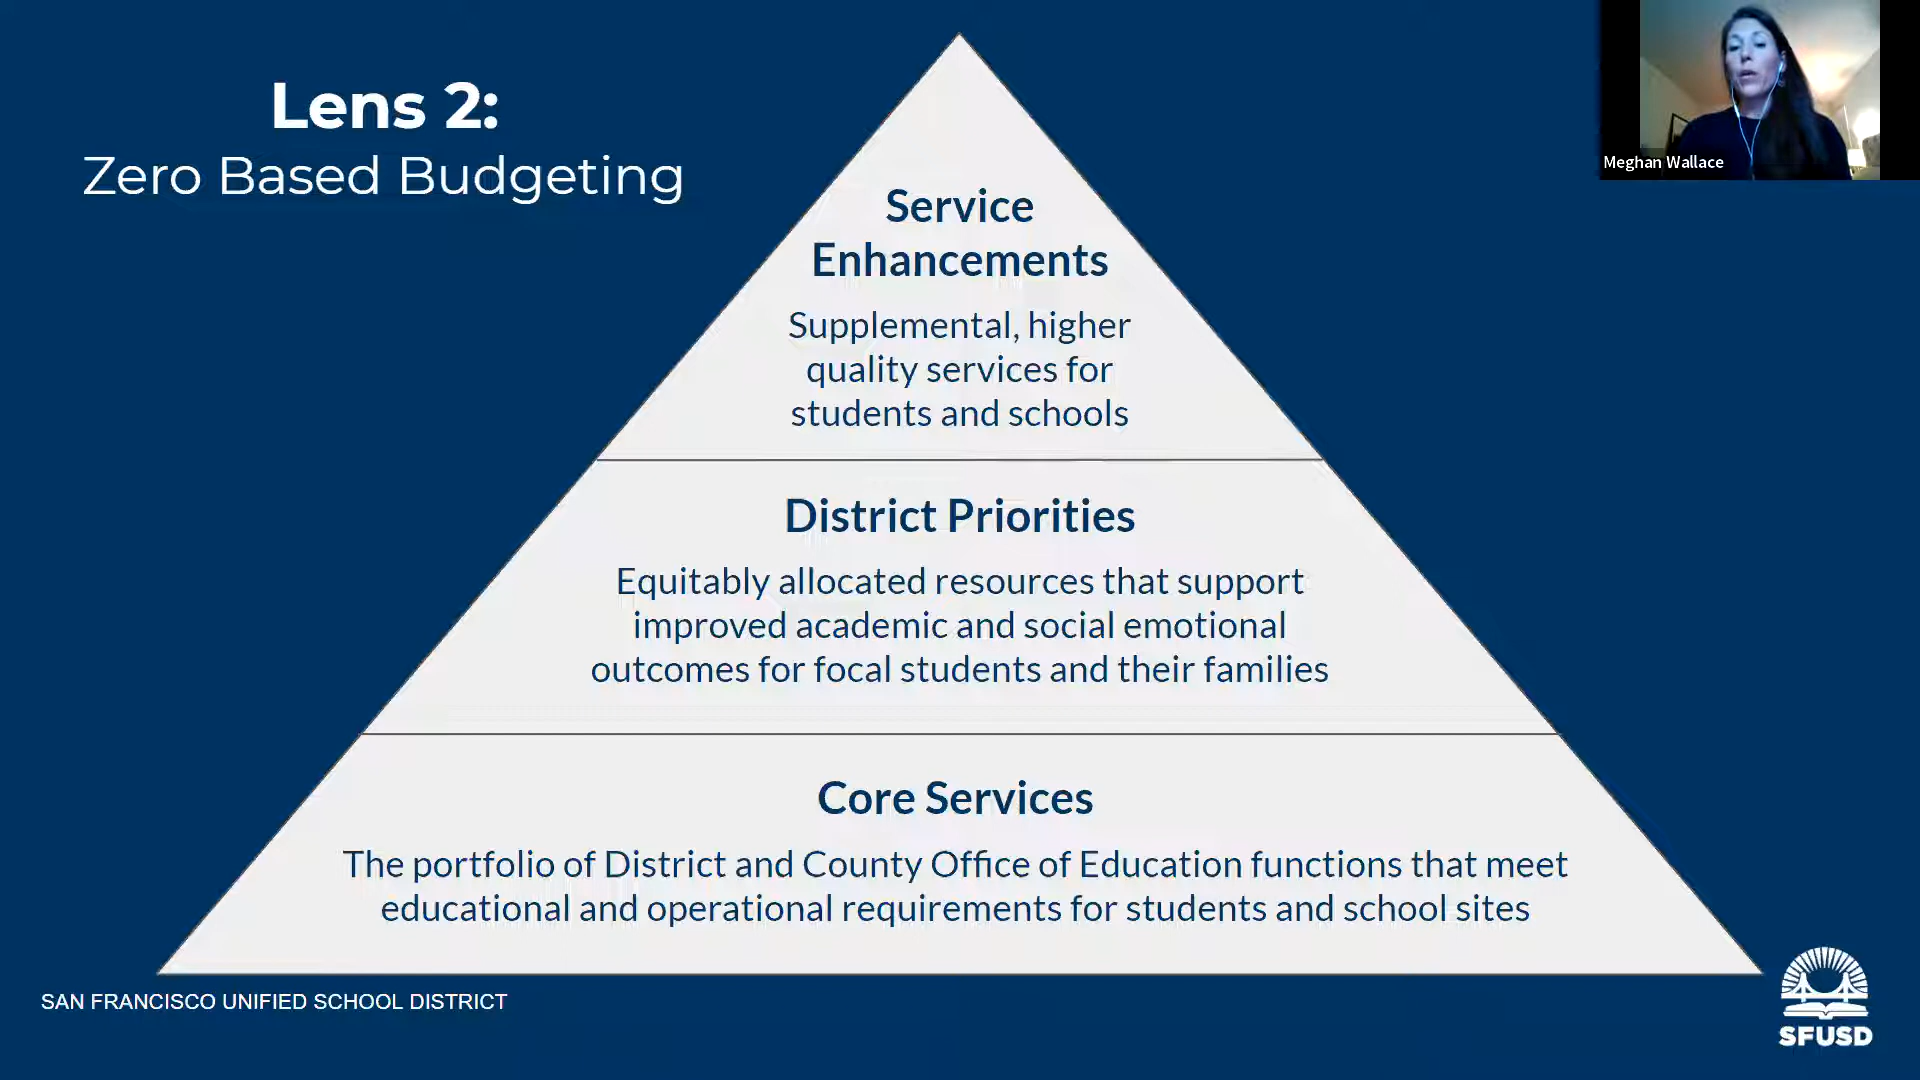 Lens 2:
Zero Based Budgeting
Meghan Wallace
Service
Enhancements
Supplemental, higher
quality services for
students and schools
District Priorities
Equitably allocated resources that support
improved academic and social emotional
outcomes for focal students and their families
Core Services
The portfolio of District and County Office of Education functions that meet
educational and operational requirements for students and school sites
SAN FRANCISCO UNIFIED SCHOOL DISTRICT
SFUSD